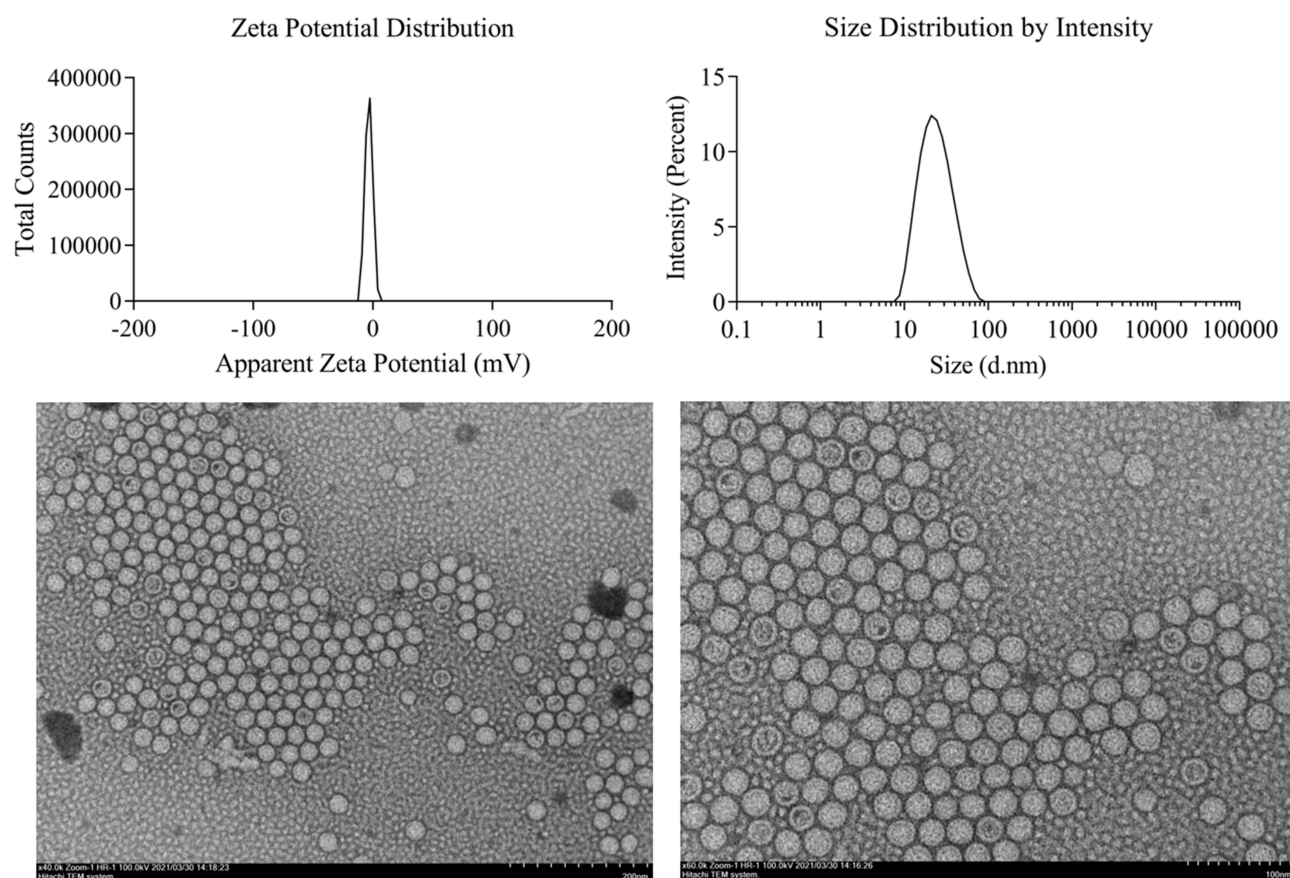 Zeta Potential Distribution
400000
300000
200000
100000
0
Total Counts
-200 -100 0 100 200
Apparent Zeta Potential (mV)
Size Distribution by Intensity
15
10
5
0
Intensity (Percent)
0.1 1 10 100 1000 10000 100000
Size (d.nm)
x40.0k Zoom-1 HR-1 100.0kV 2021/03/30 14:18:23
Hitachi TEM system.
200nm
x60.0k Zoom-1 HR-1 100.0kV 2021/03/30 14:16:26
Hitachi TEM system.
100nm